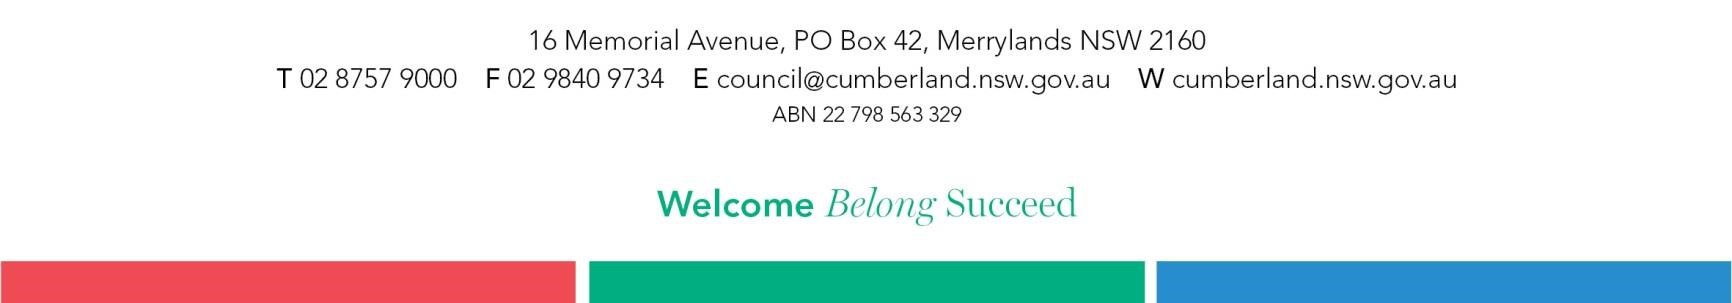 16 Memorial Avenue, PO Box 42, Merrylands NSW 2160
T 02 8757 9000 F 02 9840 9734 E council@cumberland.nsw.gov.au W cumberland.nsw.gov.au
ABN 22 798 563 329
Welcome Belong Succeed